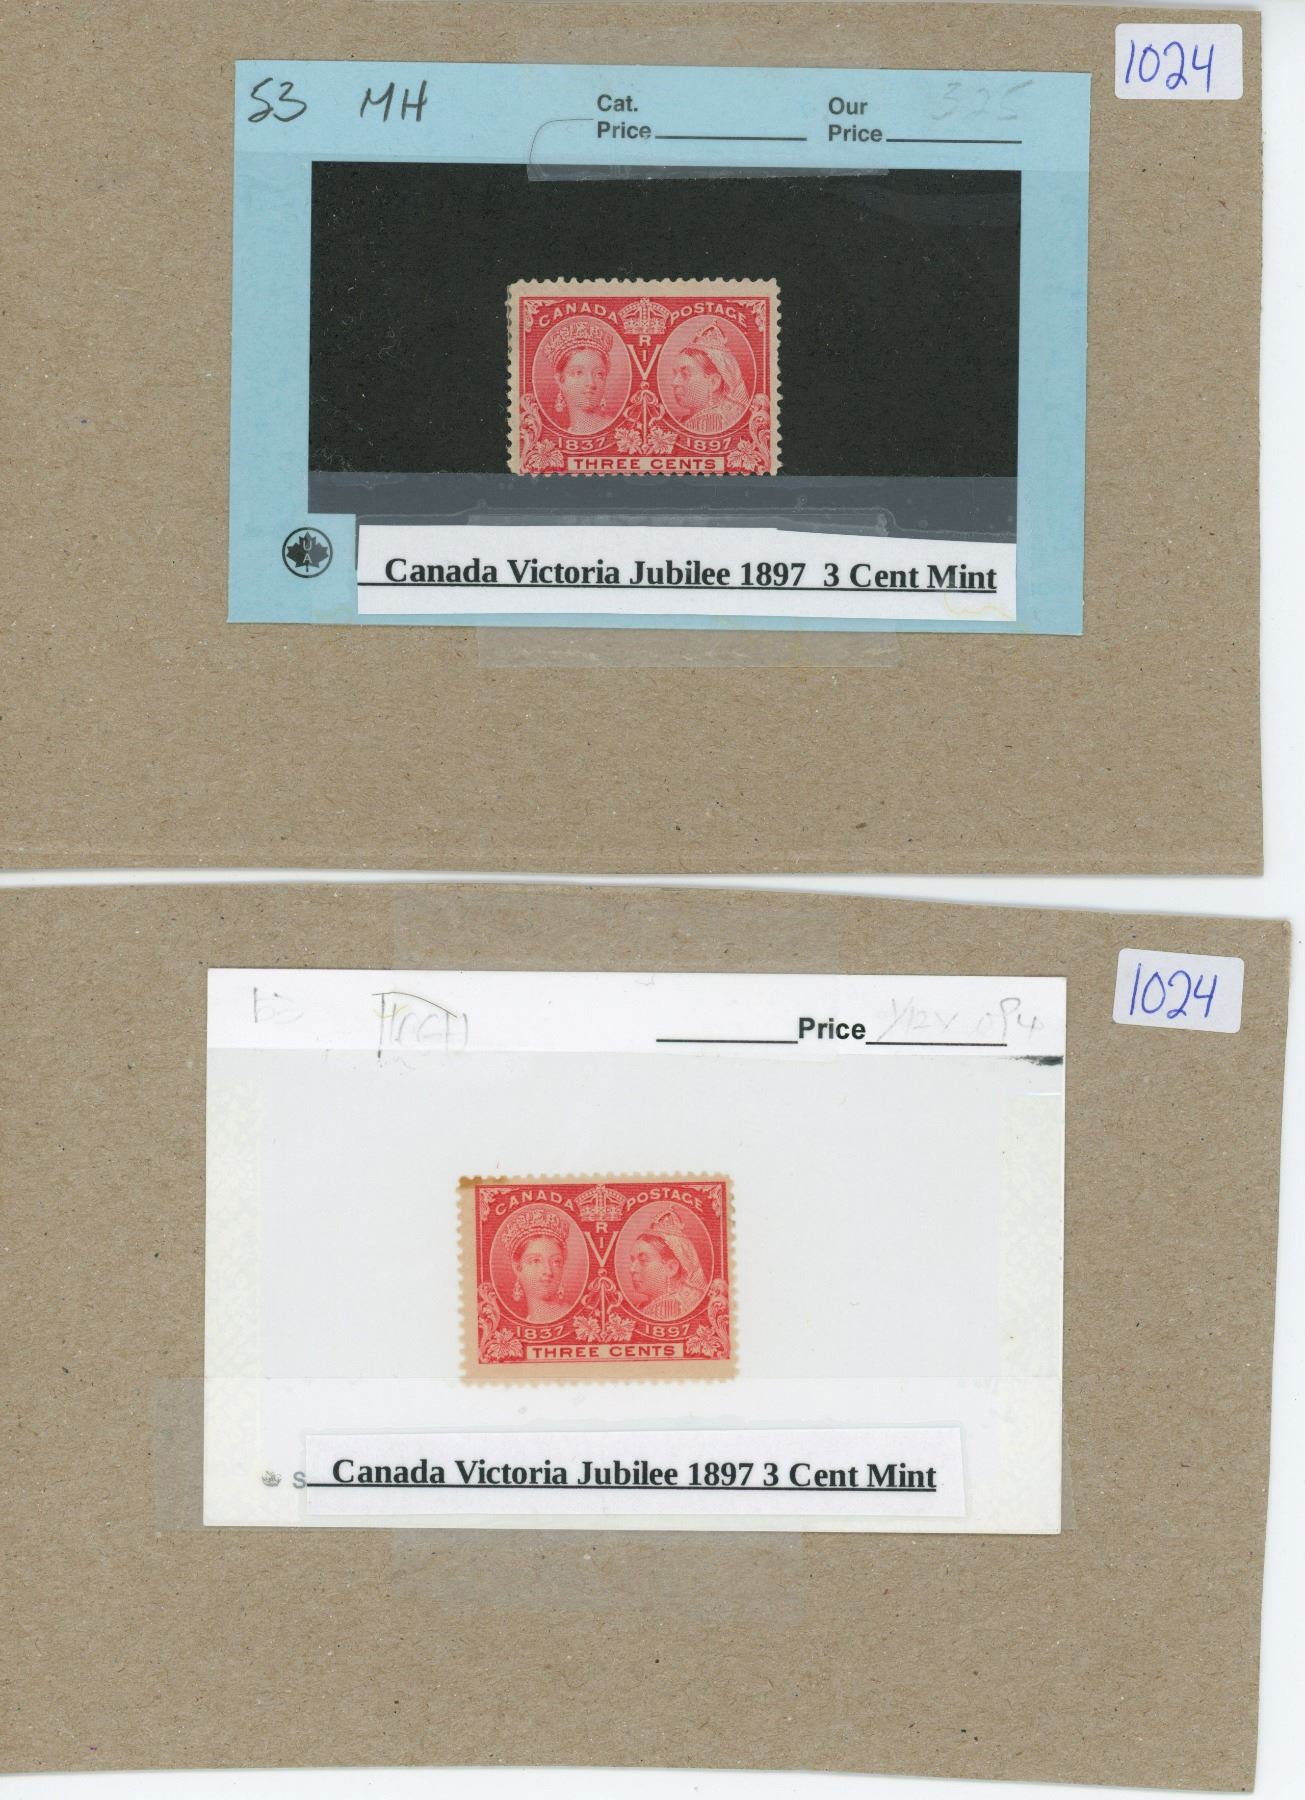 1024
53 MH
Cat.
Price
Our
Price
325
CANADA POSTAGE
V R I
1837 1897
THREE CENTS
U A
Canada Victoria Jubilee 1897 3 Cent Mint
1024
Price
CANADA POSTAGE
V R I
1837 1897
THREE CENTS
S
Canada Victoria Jubilee 1897 3 Cent Mint